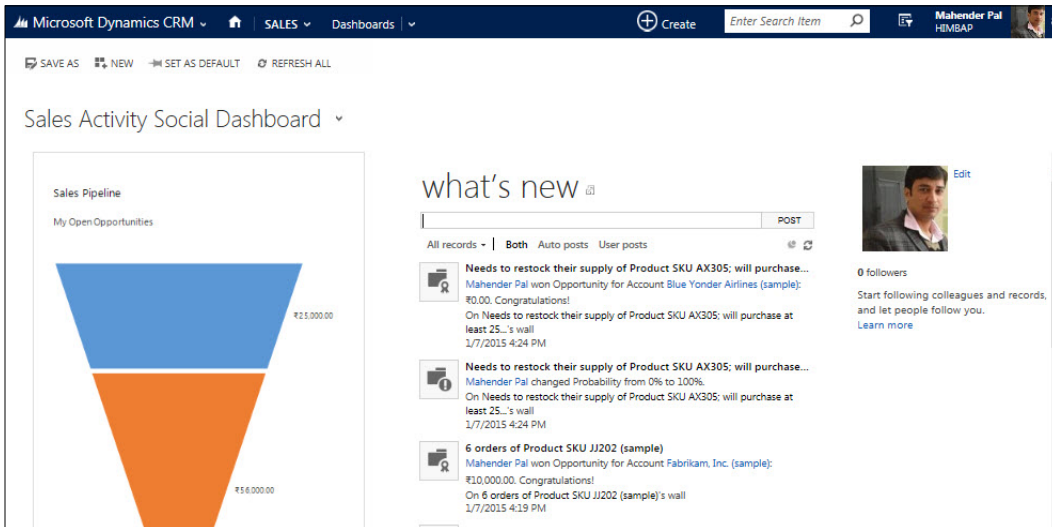 Microsoft Dynamics CRM SALES Dashboards Create Enter Search Item Mahender Pal
HIMBAP
SAVE AS NEW SET AS DEFAULT REFRESH ALL
Sales Activity Social Dashboard
Sales Pipeline
My Open Opportunities
₹25,000.00
₹56,000.00
what's new
POST
All records Both Auto posts User posts
Needs to restock their supply of Product SKU AX305; will purchase...
Mahender Pal won Opportunity for Account Blue Yonder Airlines (sample):
₹0.00. Congratulations!
On Needs to restock their supply of Product SKU AX305; will purchase at
least 25...'s wall
1/7/2015 4:24 PM
Needs to restock their supply of Product SKU AX305; will purchase...
Mahender Pal changed Probability from 0% to 100%.
On Needs to restock their supply of Product SKU AX305; will purchase at
least 25...'s wall
1/7/2015 4:24 PM
6 orders of Product SKU JJ202 (sample)
Mahender Pal won Opportunity for Account Fabrikam, Inc. (sample):
₹10,000.00. Congratulations!
On 6 orders of Product SKU JJ202 (sample)'s wall
1/7/2015 4:19 PM
Edit
0 followers
Start following colleagues and records,
and let people follow you.
Learn more